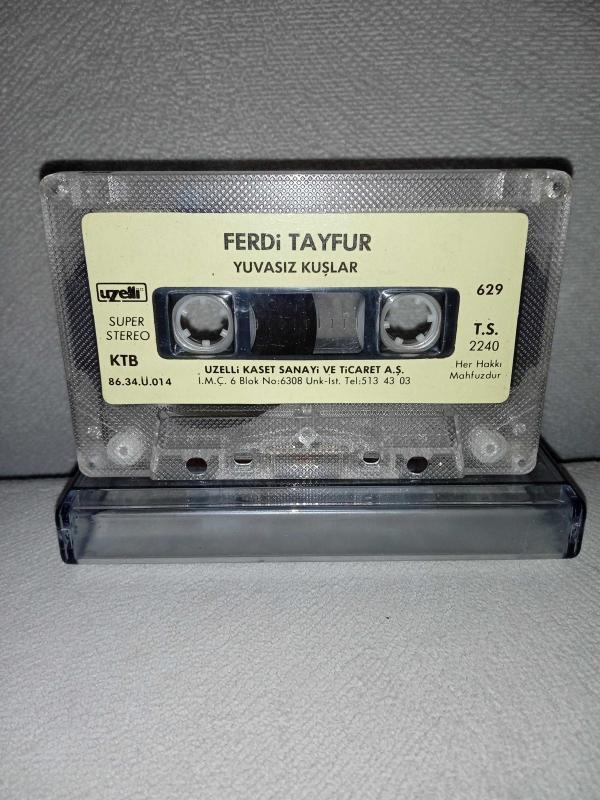 FERDİ TAYFUR
YUVASIZ KUŞLAR
uzelli
629
SUPER
STEREO
T.S.
2240
KTB
86.34.Ü.014
Her Hakkı
Mahfuzdur
UZELLİ KASET SANAYİ VE TİCARET A.Ş.
İ.M.Ç. 6 Blok No:6308 Unk-İst. Tel:513 43 03